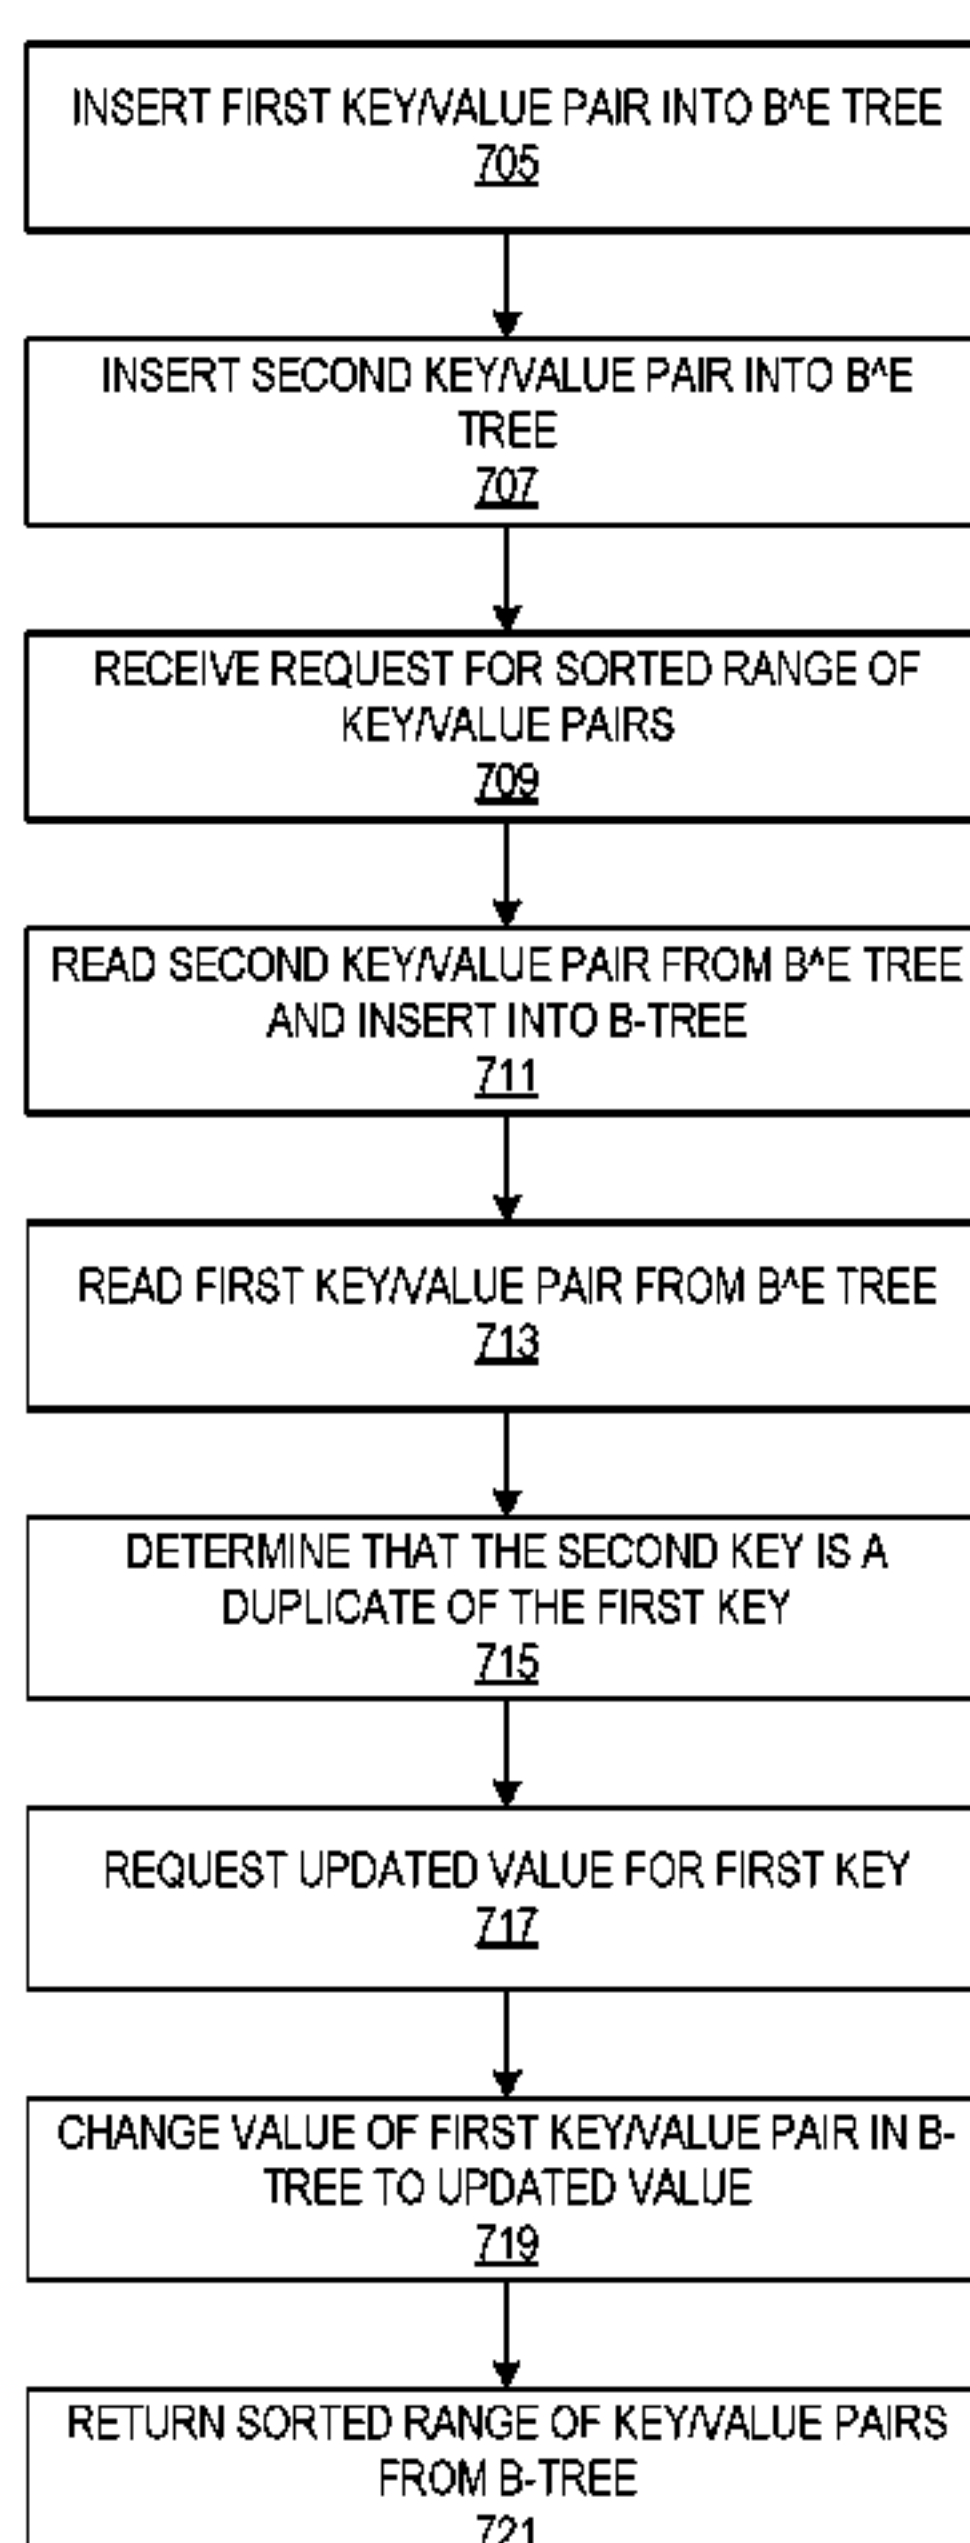 INSERT FIRST KEY/VALUE PAIR INTO B^E TREE
705
INSERT SECOND KEY/VALUE PAIR INTO B^E
TREE
707
RECEIVE REQUEST FOR SORTED RANGE OF
KEY/VALUE PAIRS
709
READ SECOND KEY/VALUE PAIR FROM B^E TREE
AND INSERT INTO B-TREE
711
READ FIRST KEY/VALUE PAIR FROM B^E TREE
713
DETERMINE THAT THE SECOND KEY IS A
DUPLICATE OF THE FIRST KEY
715
REQUEST UPDATED VALUE FOR FIRST KEY
717
CHANGE VALUE OF FIRST KEY/VALUE PAIR IN B-
TREE TO UPDATED VALUE
719
RETURN SORTED RANGE OF KEY/VALUE PAIRS
FROM B-TREE
721